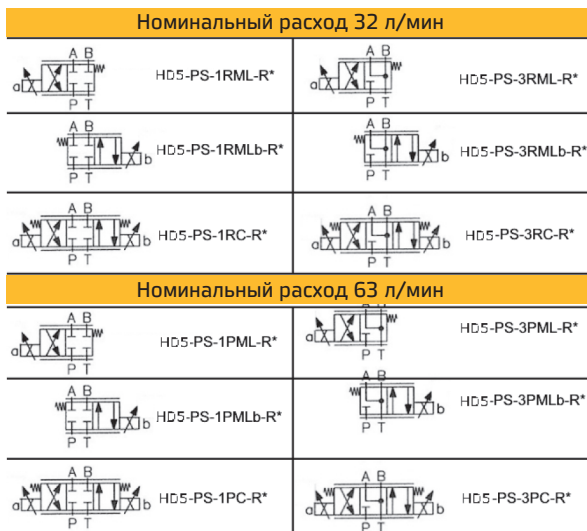 Номинальный расход 32 л/мин
A B
a
P T
HD5-PS-1RML-R*
A B
a
P T
HD5-PS-3RML-R*
A B
b
P T
HD5-PS-1RMLb-R*
A B
b
P T
HD5-PS-3RMLb-R*
A B
a b
P T
HD5-PS-1RC-R*
A B
a b
P T
HD5-PS-3RC-R*
Номинальный расход 63 л/мин
A B
a
P T
HD5-PS-1PML-R*
A B
a
P T
HD5-PS-3PML-R*
A B
b
P T
HD5-PS-1PMLb-R*
A B
b
P T
HD5-PS-3PMLb-R*
A B
a b
P T
HD5-PS-1PC-R*
A B
a b
P T
HD5-PS-3PC-R*